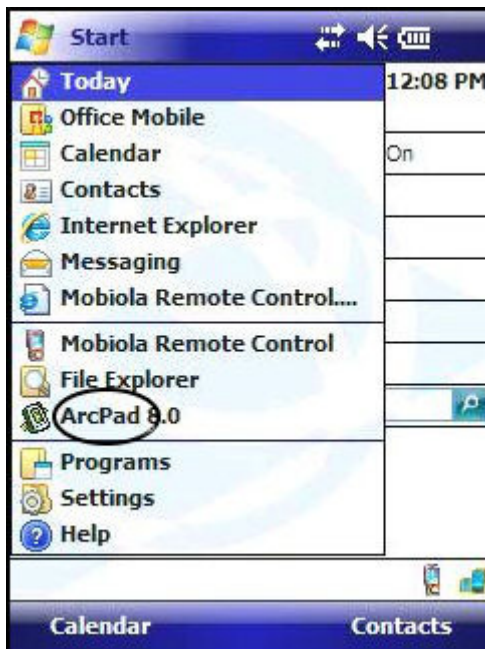 Start
Today
12:08 PM
Office Mobile
Calendar
On
Contacts
Internet Explorer
Messaging
Mobiola Remote Control....
Mobiola Remote Control
File Explorer
ArcPad 8.0
Programs
Settings
Help
Calendar
Contacts